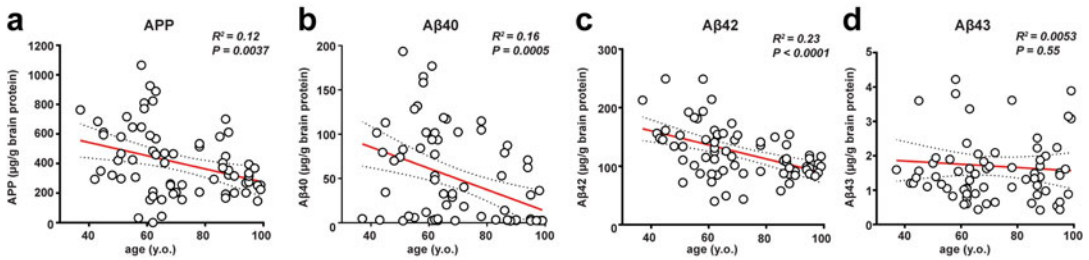 a
APP
R² = 0.12
P = 0.0037
APP (µg/g brain protein)
1200
1000
800
600
400
200
0
40
60
80
100
age (y.o.)
b
Aβ40
R² = 0.16
P = 0.0005
Aβ40 (µg/g brain protein)
200
150
100
50
0
40
60
80
100
age (y.o.)
c
Aβ42
R² = 0.23
P < 0.0001
Aβ42 (µg/g brain protein)
300
200
100
0
40
60
80
100
age (y.o.)
d
Aβ43
R² = 0.0053
P = 0.55
Aβ43 (µg/g brain protein)
5
4
3
2
1
0
40
60
80
100
age (y.o.)